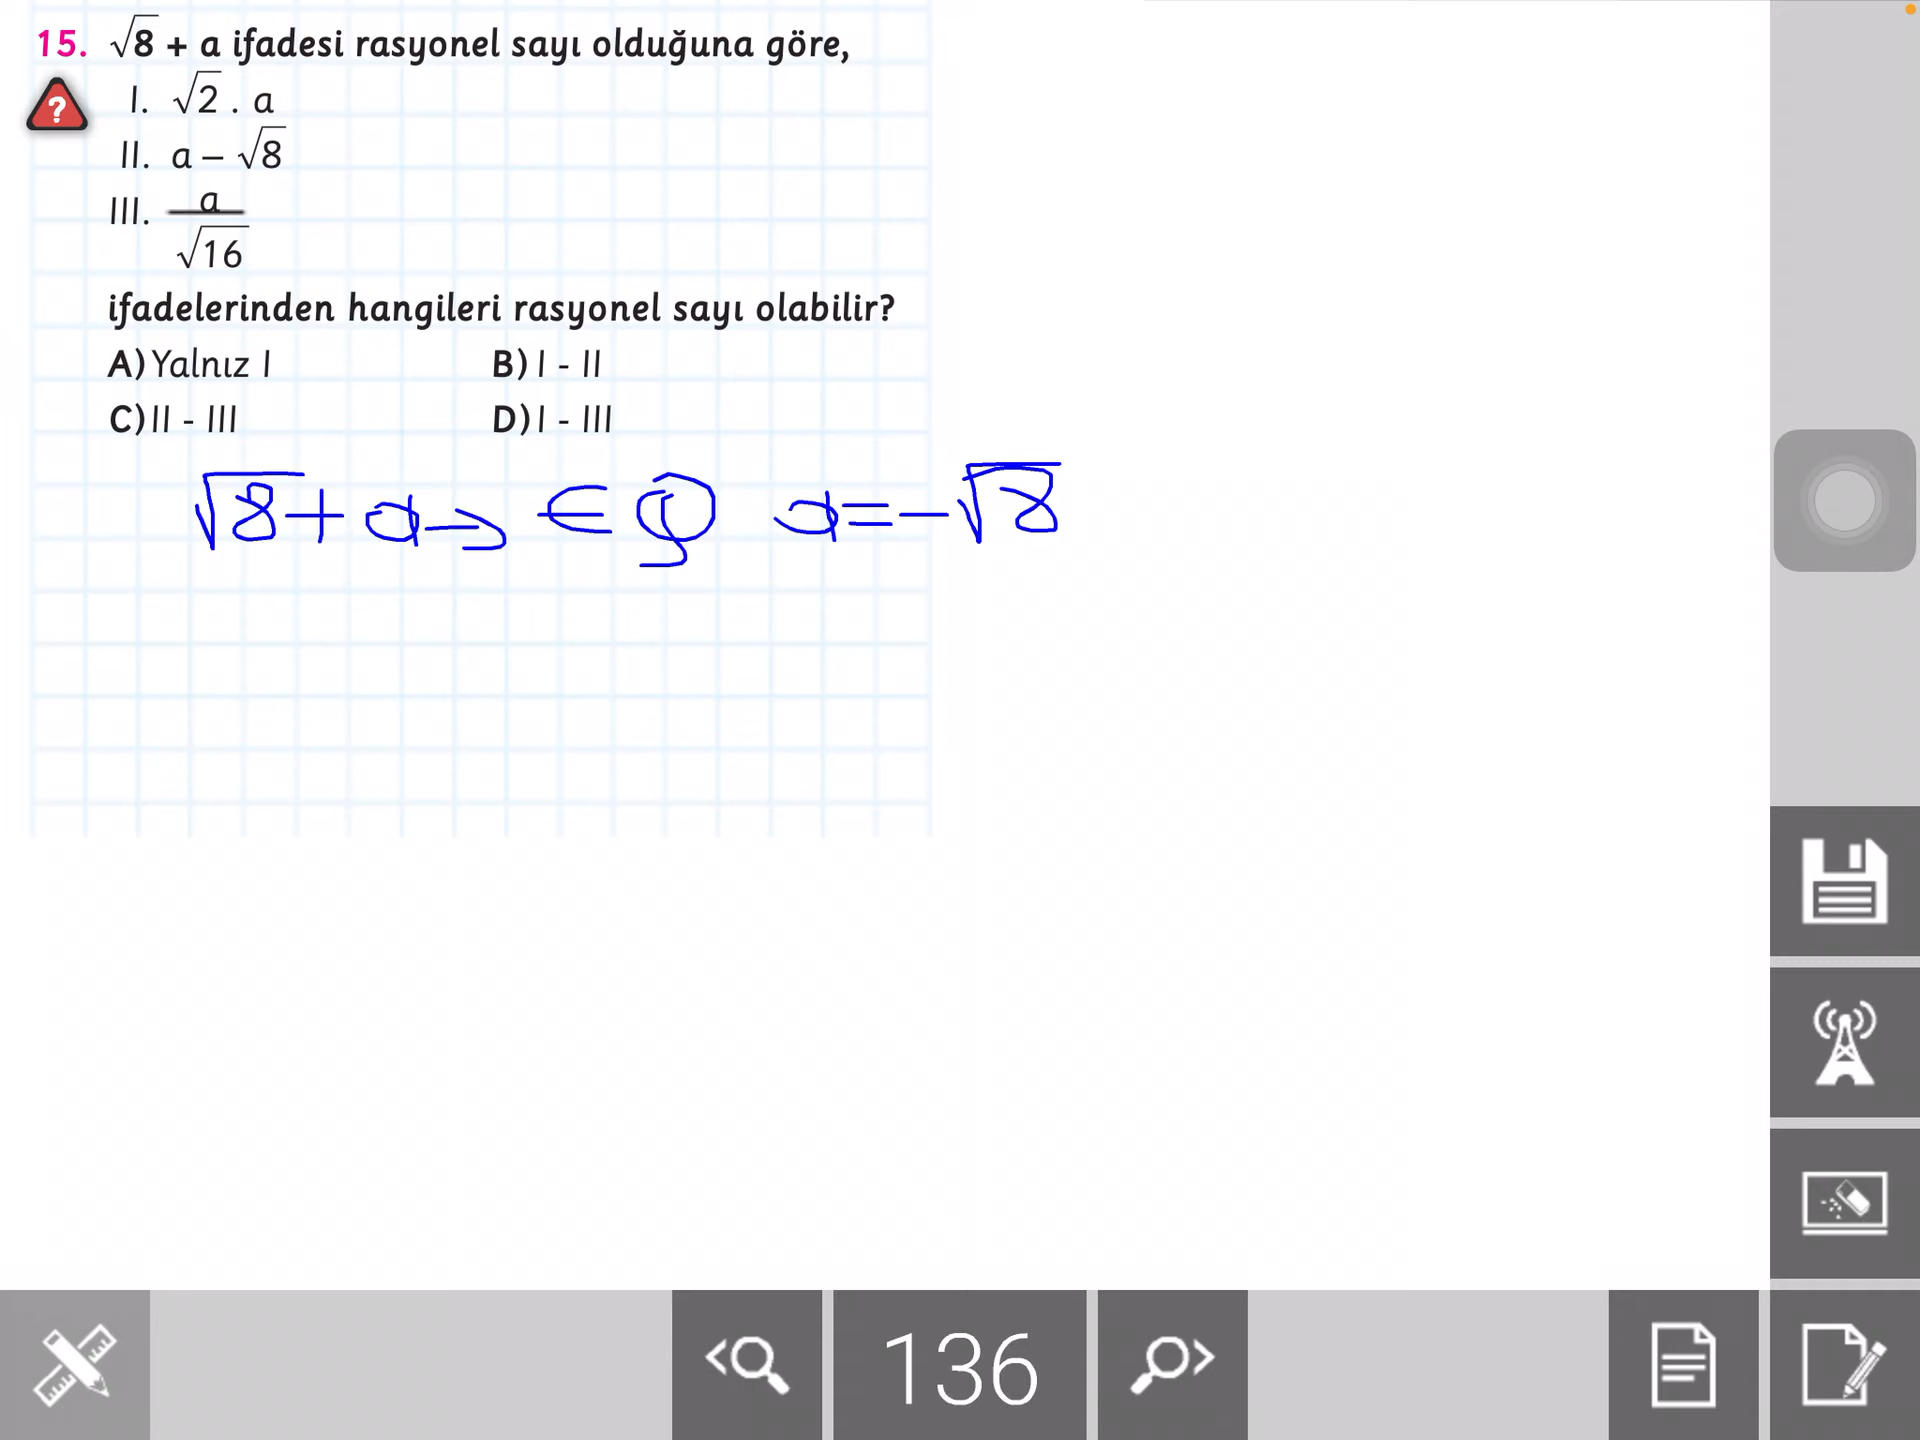 15. √8 + a ifadesi rasyonel sayı olduğuna göre,
?
I. √2 . a
II. a – √8
III. a/√16
ifadelerinden hangileri rasyonel sayı olabilir?
A) Yalnız I B) I - II
C) II - III D) I - III
√8 + a → ∈ Q a = -√8
136